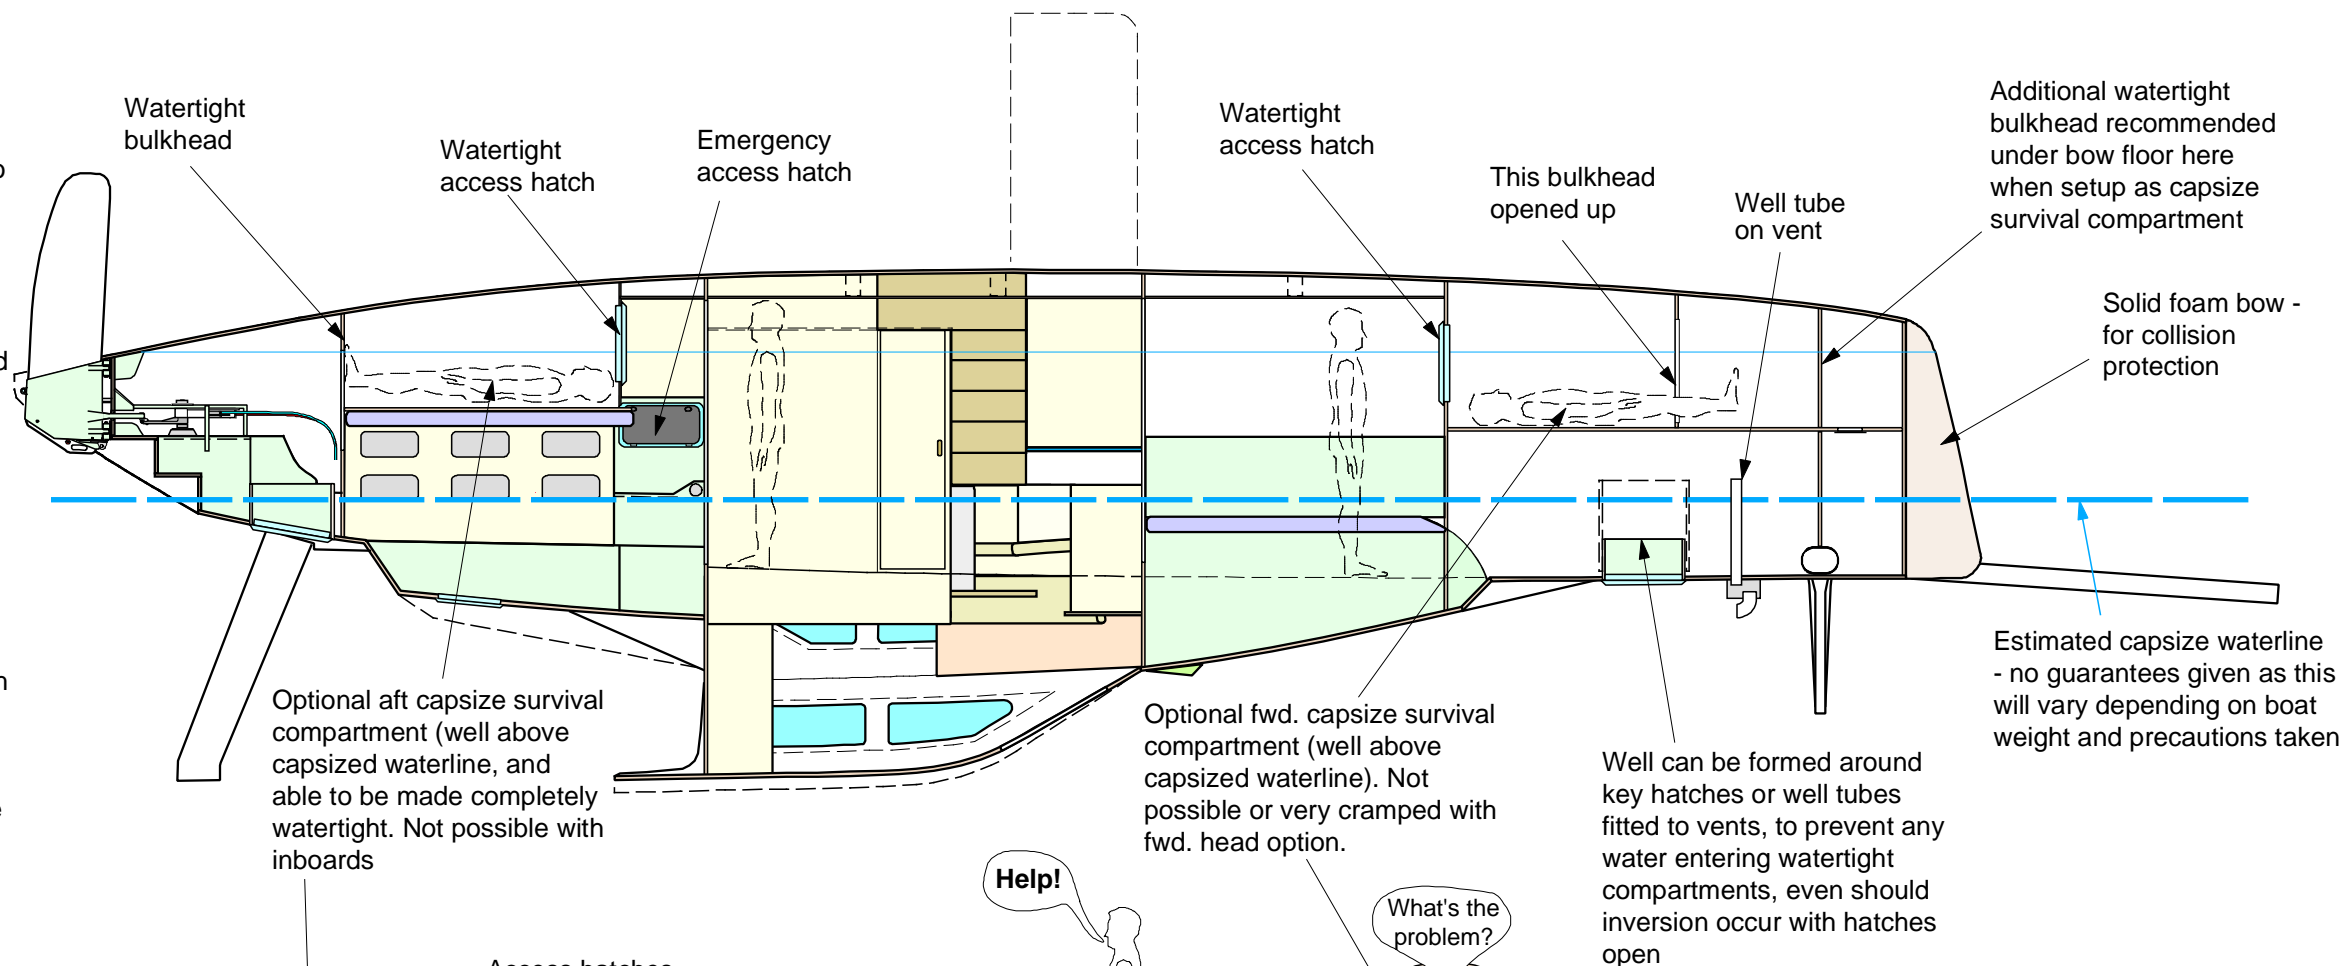 Watertight
bulkhead
Watertight
access hatch
Emergency
access hatch
Watertight
access hatch
This bulkhead
opened up
Well tube
on vent
Additional watertight
bulkhead recommended
under bow floor here
when setup as capsize
survival compartment
Solid foam bow -
for collision
protection
Estimated capsize waterline
- no guarantees given as this
will vary depending on boat
weight and precautions taken
Optional aft capsize survival
compartment (well above
capsized waterline, and
able to be made completely
watertight. Not possible with
inboards
Optional fwd. capsize survival
compartment (well above
capsized waterline). Not
possible or very cramped with
fwd. head option.
Well can be formed around
key hatches or well tubes
fitted to vents, to prevent any
water entering watertight
compartments, even should
inversion occur with hatches
open
Help!
What's the
problem?
Access hatches